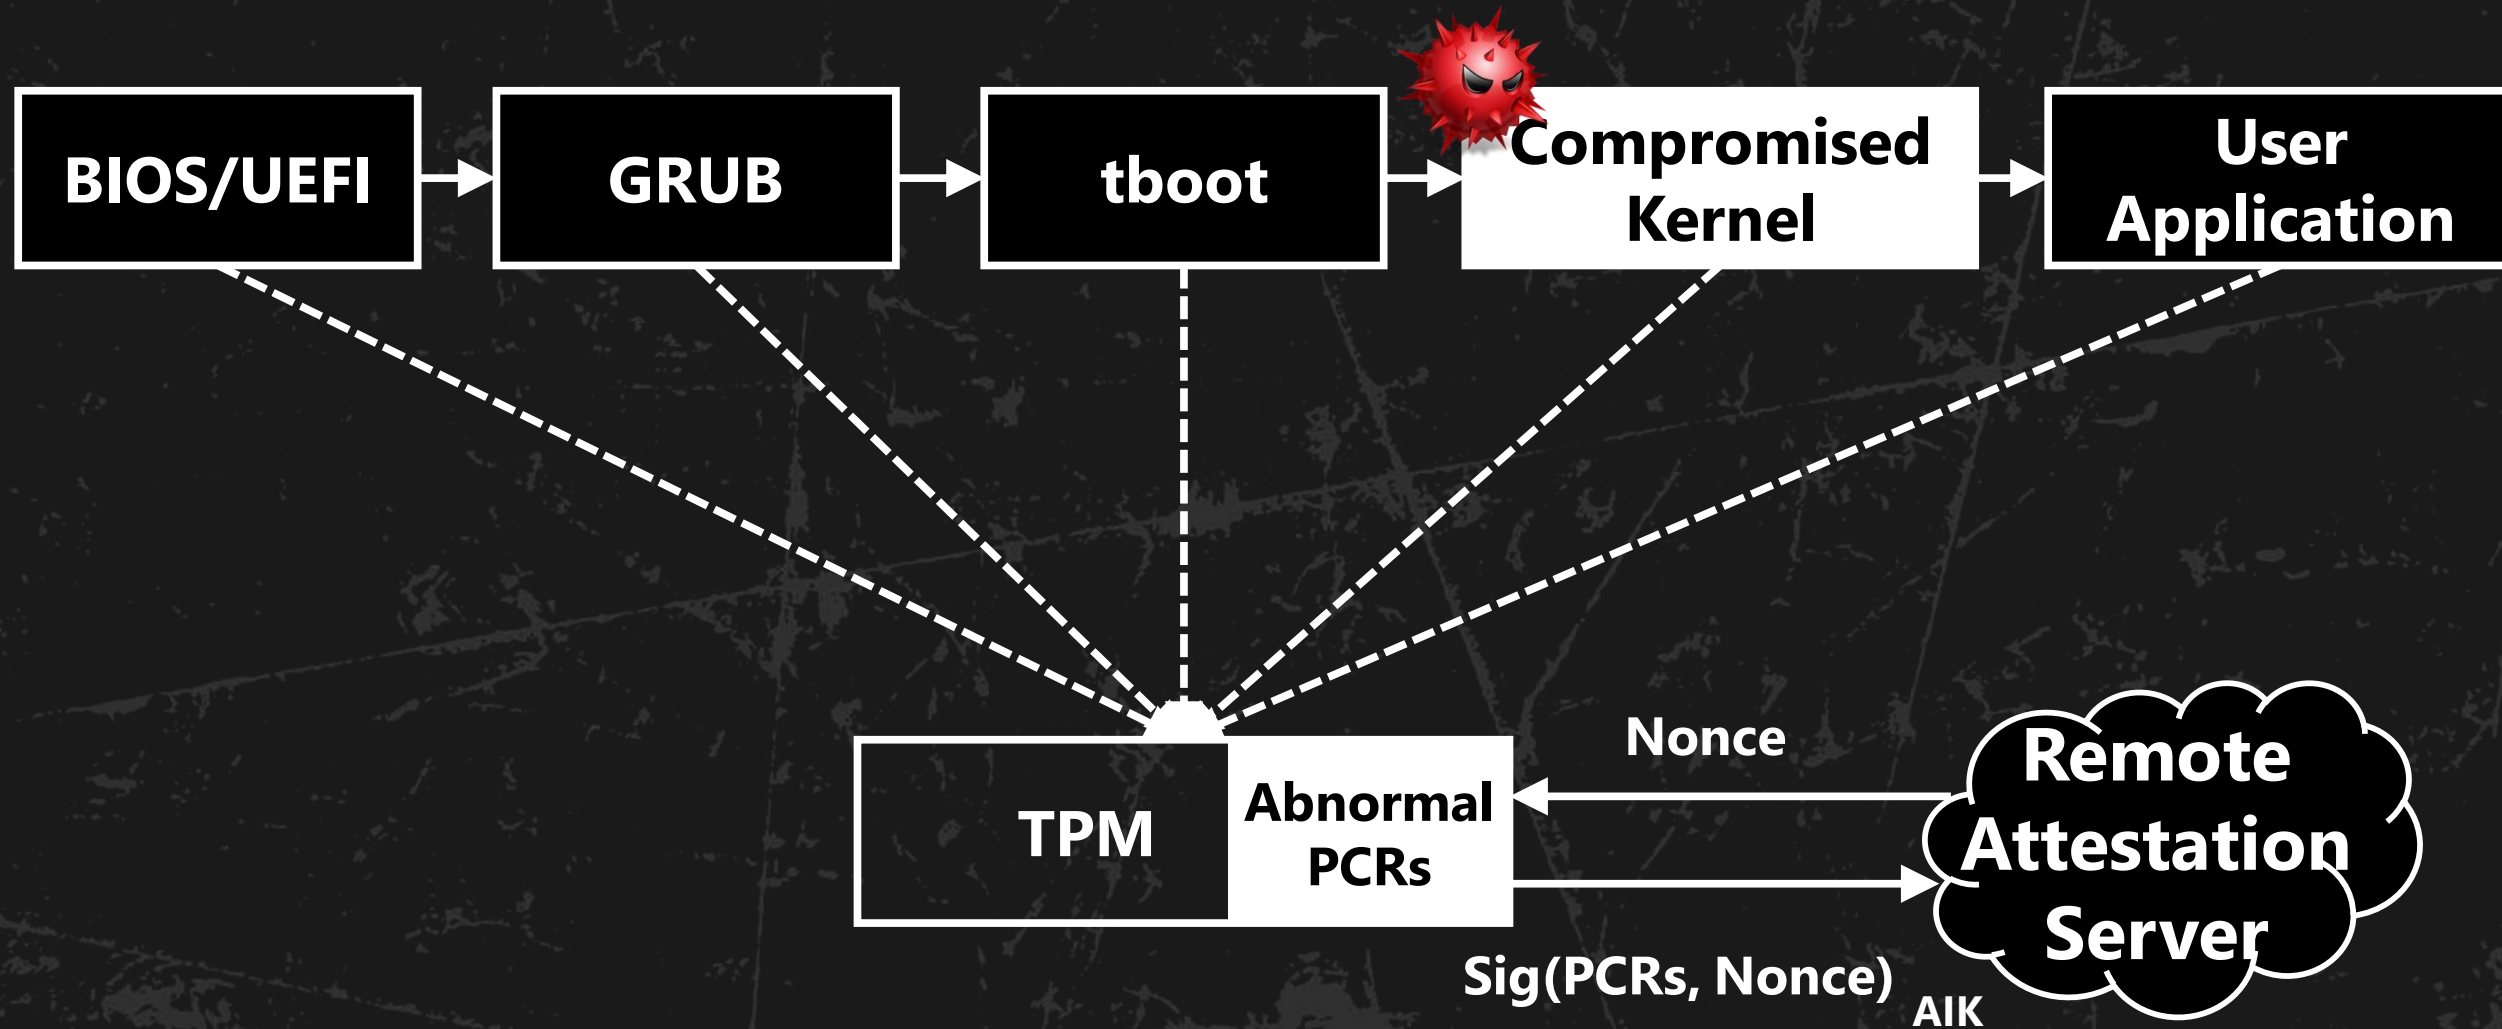 BIOS/UEFI
GRUB
tboot
Compromised
Kernel
User
Application
TPM
Abnormal
PCRs
Nonce
Sig(PCRs, Nonce)
AIK
Remote
Attestation
Server